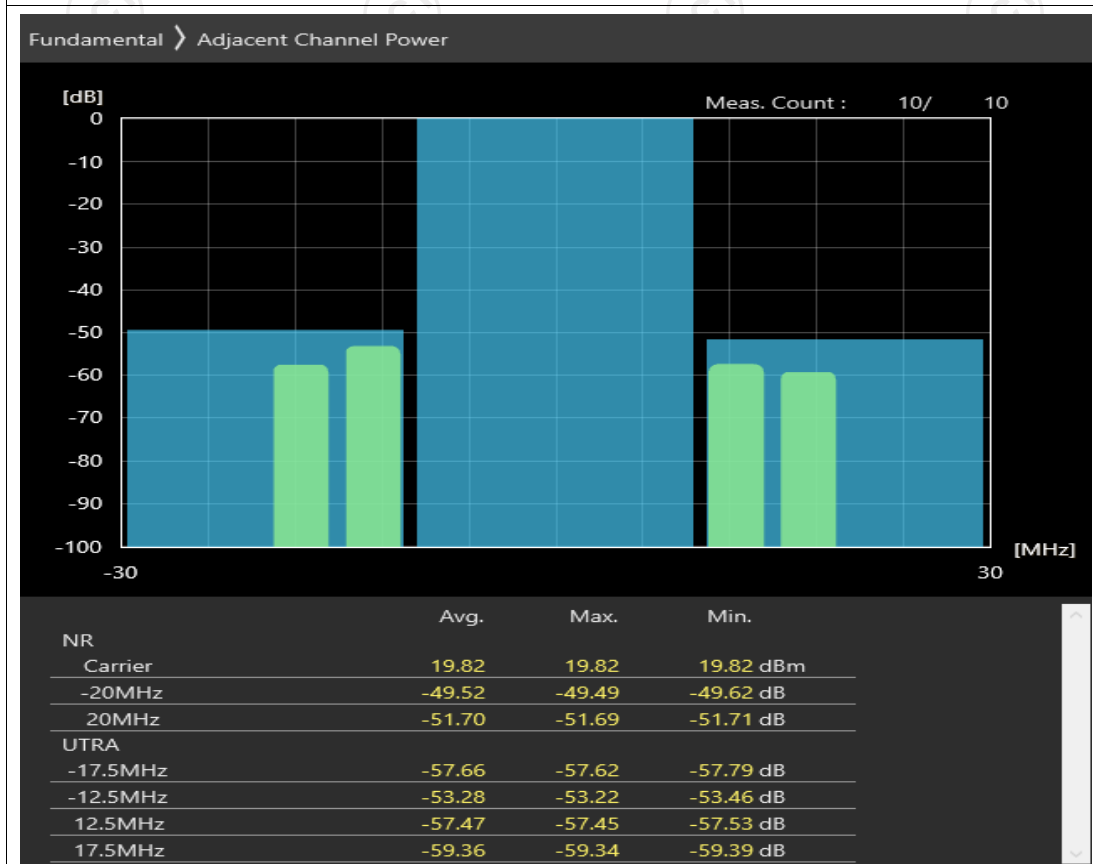 Fundamental ❯ Adjacent Channel Power
[dB]
Meas. Count : 10/ 10
0
-10
-20
-30
-40
-50
-60
-70
-80
-90
-100
[MHz]
-30 30
Avg. Max. Min.
NR
Carrier 19.82 19.82 19.82 dBm
-20MHz -49.52 -49.49 -49.62 dB
20MHz -51.70 -51.69 -51.71 dB
UTRA
-17.5MHz -57.66 -57.62 -57.79 dB
-12.5MHz -53.28 -53.22 -53.46 dB
12.5MHz -57.47 -57.45 -57.53 dB
17.5MHz -59.36 -59.34 -59.39 dB